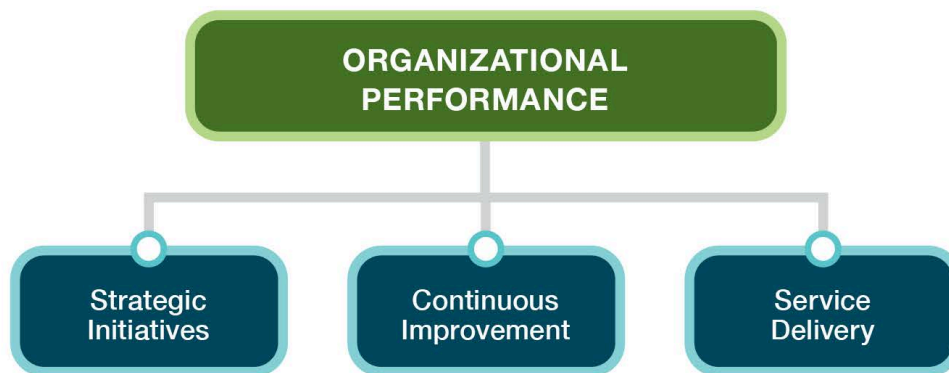 ORGANIZATIONAL
PERFORMANCE
Strategic
Initiatives
Continuous
Improvement
Service
Delivery